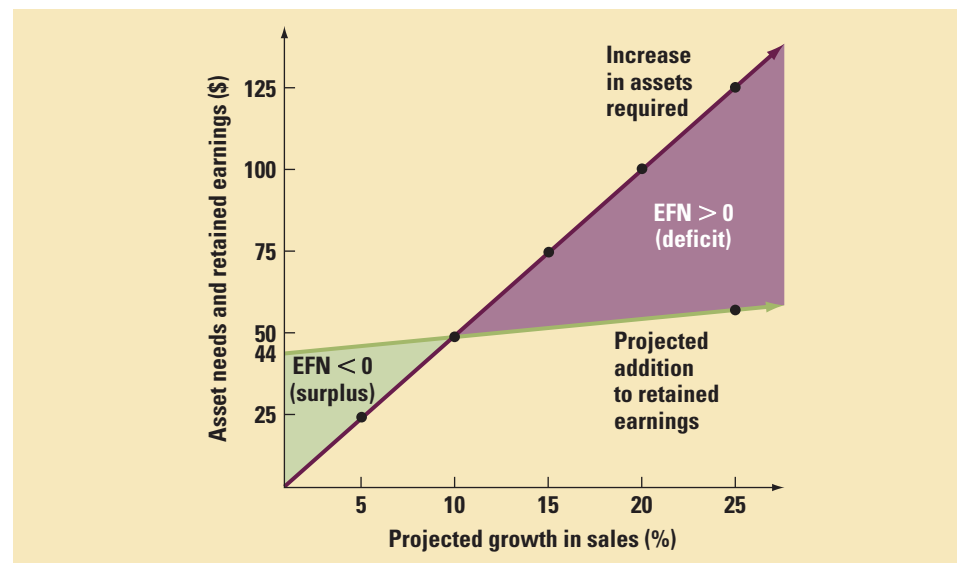 Asset needs and retained earnings ($)
125
100
75
50
44
25
Increase
in assets
required
EFN > 0
(deficit)
EFN < 0
(surplus)
Projected
addition
to retained
earnings
5 10 15 20 25
Projected growth in sales (%)